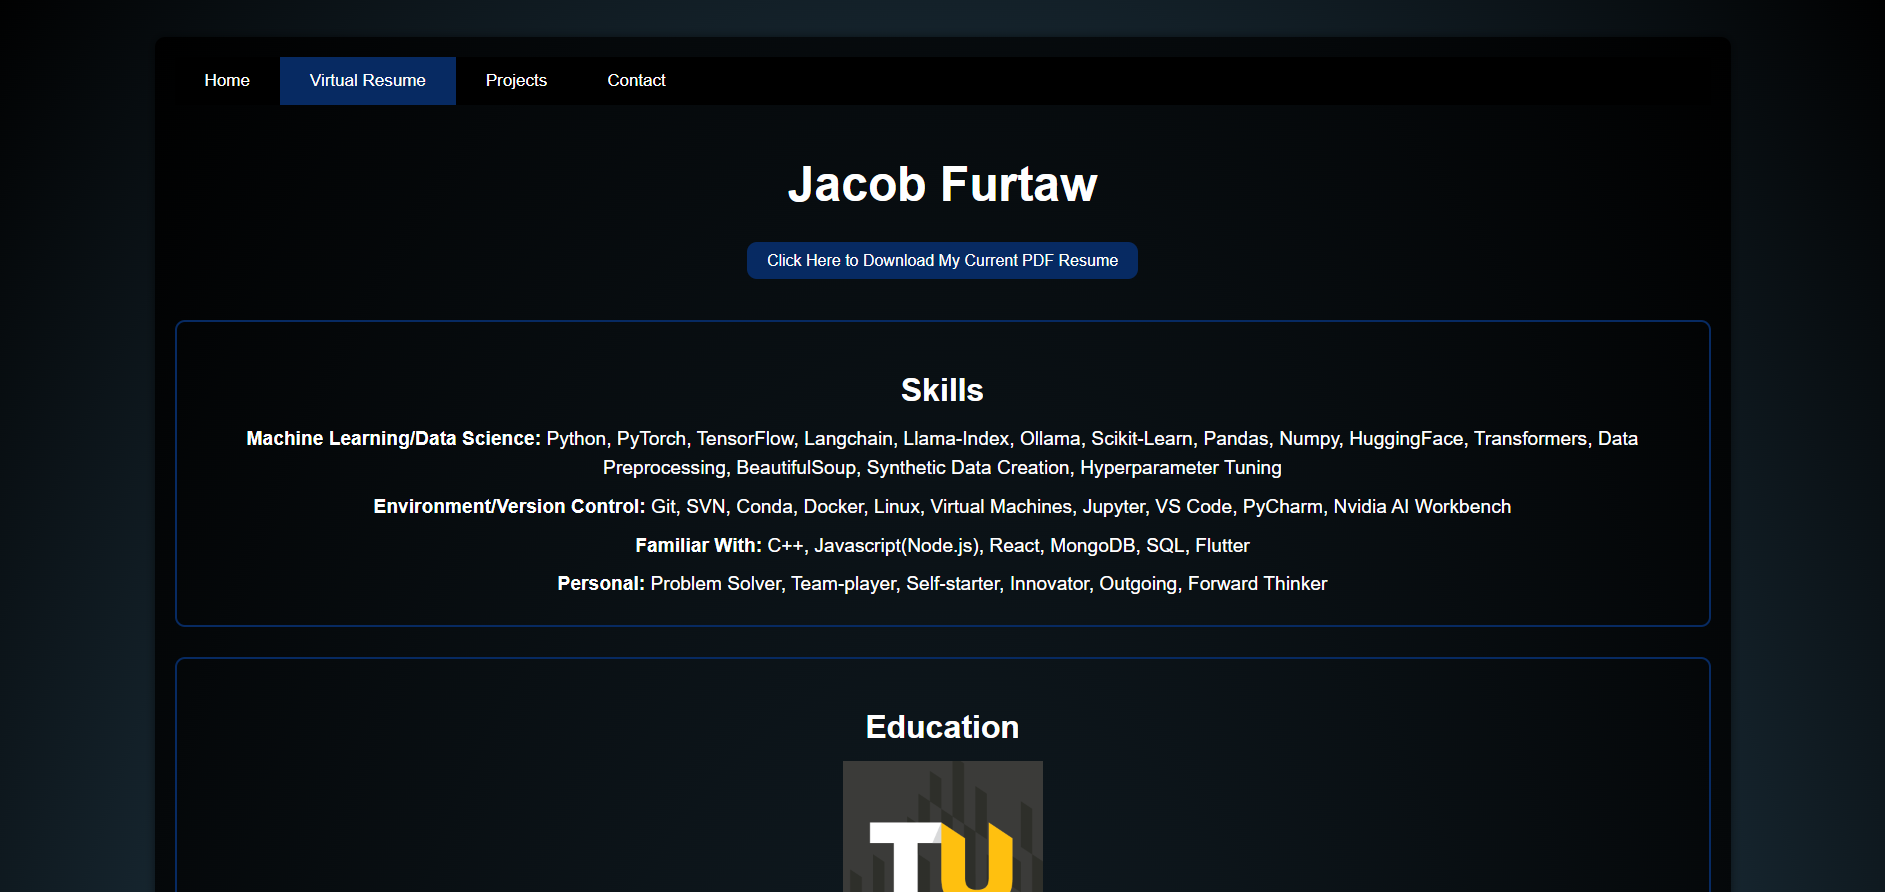 Home
Virtual Resume
Projects
Contact
Jacob Furtaw
Click Here to Download My Current PDF Resume
Skills
Machine Learning/Data Science: Python, PyTorch, TensorFlow, Langchain, Llama-Index, Ollama, Scikit-Learn, Pandas, Numpy, HuggingFace, Transformers, Data
Preprocessing, BeautifulSoup, Synthetic Data Creation, Hyperparameter Tuning
Environment/Version Control: Git, SVN, Conda, Docker, Linux, Virtual Machines, Jupyter, VS Code, PyCharm, Nvidia AI Workbench
Familiar With: C++, Javascript(Node.js), React, MongoDB, SQL, Flutter
Personal: Problem Solver, Team-player, Self-starter, Innovator, Outgoing, Forward Thinker
Education
TU